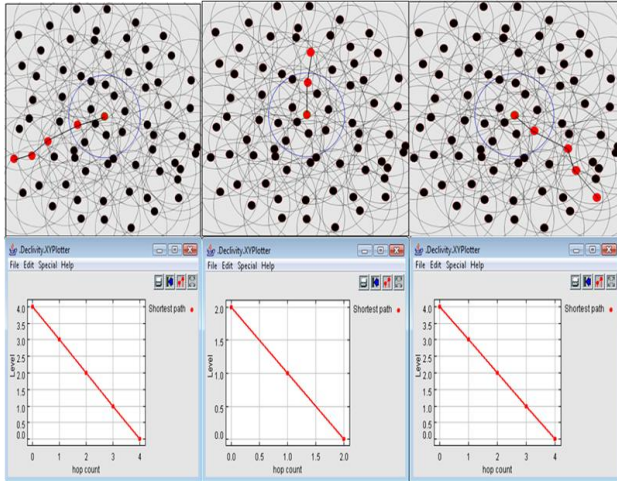 .Declivity.XYPlotter
File Edit Special Help
Shortest path
4.0
3.5
3.0
2.5
2.0
1.5
1.0
0.5
0.0
Level
0 1 2 3 4
hop count
.Declivity.XYPlotter
File Edit Special Help
Shortest path
2.0
1.5
1.0
0.5
0.0
Level
0.0 0.5 1.0 1.5 2.0
hop count
.Declivity.XYPlotter
File Edit Special Help
Shortest path
4.0
3.5
3.0
2.5
2.0
1.5
1.0
0.5
0.0
Level
0 1 2 3 4
hop count